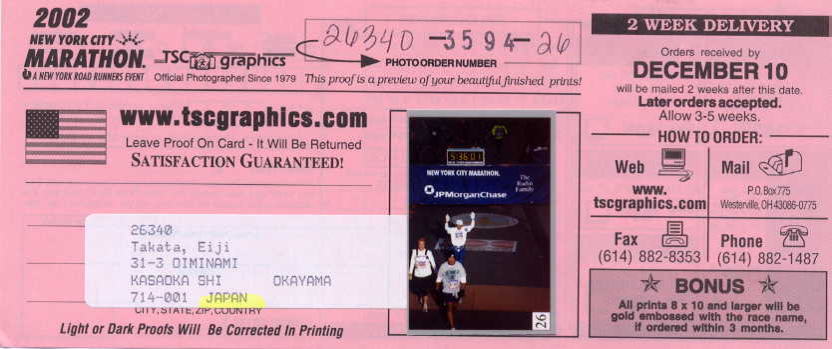 2002
NEW YORK CITY
MARATHON.
A NEW YORK ROAD RUNNERS EVENT
TSC graphics
Official Photographer Since 1979
26340-3594-26
PHOTO ORDER NUMBER
This proof is a preview of your beautiful finished prints!
www.tscgraphics.com
Leave Proof On Card - It Will Be Returned
SATISFACTION GUARANTEED!
26340
Takata, Eiji
31-3 DIMINAMI
KASAOKA SHI OKAYAMA
714-001 JAPAN
CITY, STATE, ZIP, COUNTRY
Light or Dark Proofs Will Be Corrected In Printing
5:36:01
NEW YORK CITY MARATHON.
JPMorganChase
The
Rudin
Family
26
2 WEEK DELIVERY
Orders received by
DECEMBER 10
will be mailed 2 weeks after this date.
Later orders accepted.
Allow 3-5 weeks.
HOW TO ORDER:
Web
www.
tscgraphics.com
Mail
P.O. Box 775
Westerville, OH 43086-0775
Fax
(614) 882-8353
Phone
(614) 882-1487
BONUS
All prints 8 x 10 and larger will be
gold embossed with the race name,
if ordered within 3 months.